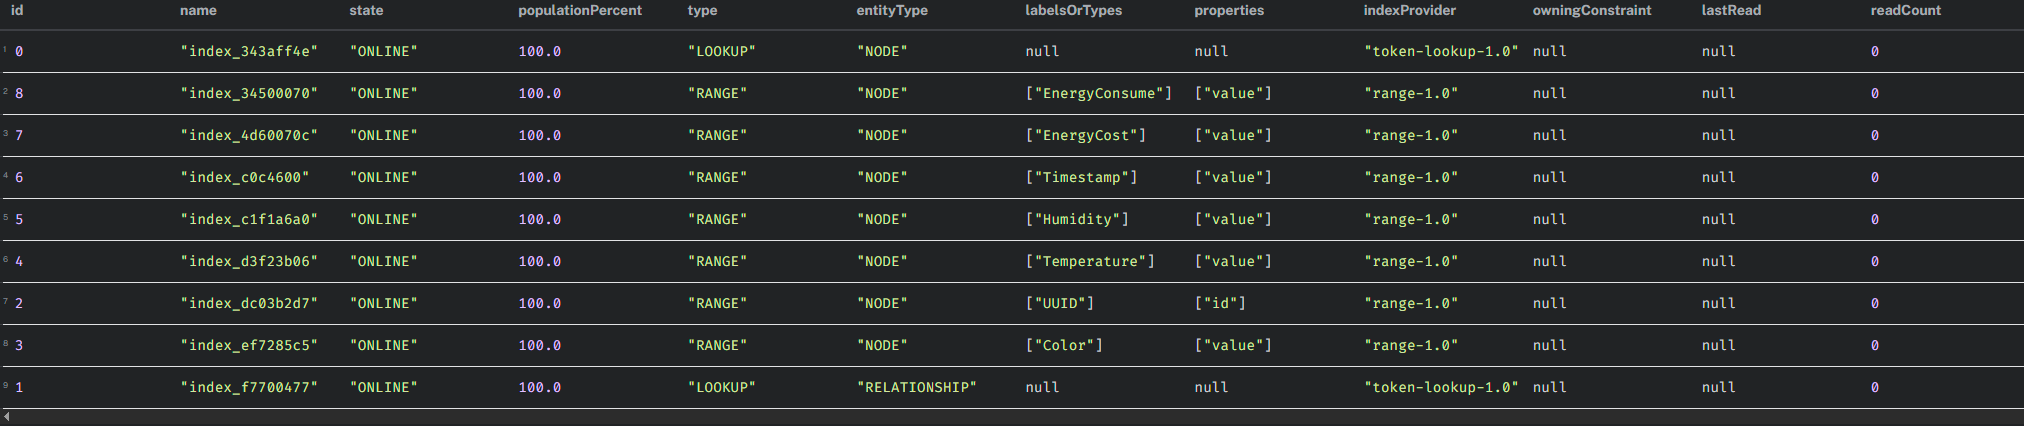 id name state populationPercent type entityType labelsOrTypes properties indexProvider owningConstraint lastRead readCount
1 0 "index_343aff4e" "ONLINE" 100.0 "LOOKUP" "NODE" null null "token-lookup-1.0" null null 0
2 8 "index_34500070" "ONLINE" 100.0 "RANGE" "NODE" ["EnergyConsume"] ["value"] "range-1.0" null null 0
3 7 "index_4d60070c" "ONLINE" 100.0 "RANGE" "NODE" ["EnergyCost"] ["value"] "range-1.0" null null 0
4 6 "index_c0c4600" "ONLINE" 100.0 "RANGE" "NODE" ["Timestamp"] ["value"] "range-1.0" null null 0
5 5 "index_c1f1a6a0" "ONLINE" 100.0 "RANGE" "NODE" ["Humidity"] ["value"] "range-1.0" null null 0
6 4 "index_d3f23b06" "ONLINE" 100.0 "RANGE" "NODE" ["Temperature"] ["value"] "range-1.0" null null 0
7 2 "index_dc03b2d7" "ONLINE" 100.0 "RANGE" "NODE" ["UUID"] ["id"] "range-1.0" null null 0
8 3 "index_ef7285c5" "ONLINE" 100.0 "RANGE" "NODE" ["Color"] ["value"] "range-1.0" null null 0
9 1 "index_f7700477" "ONLINE" 100.0 "LOOKUP" "RELATIONSHIP" null null "token-lookup-1.0" null null 0